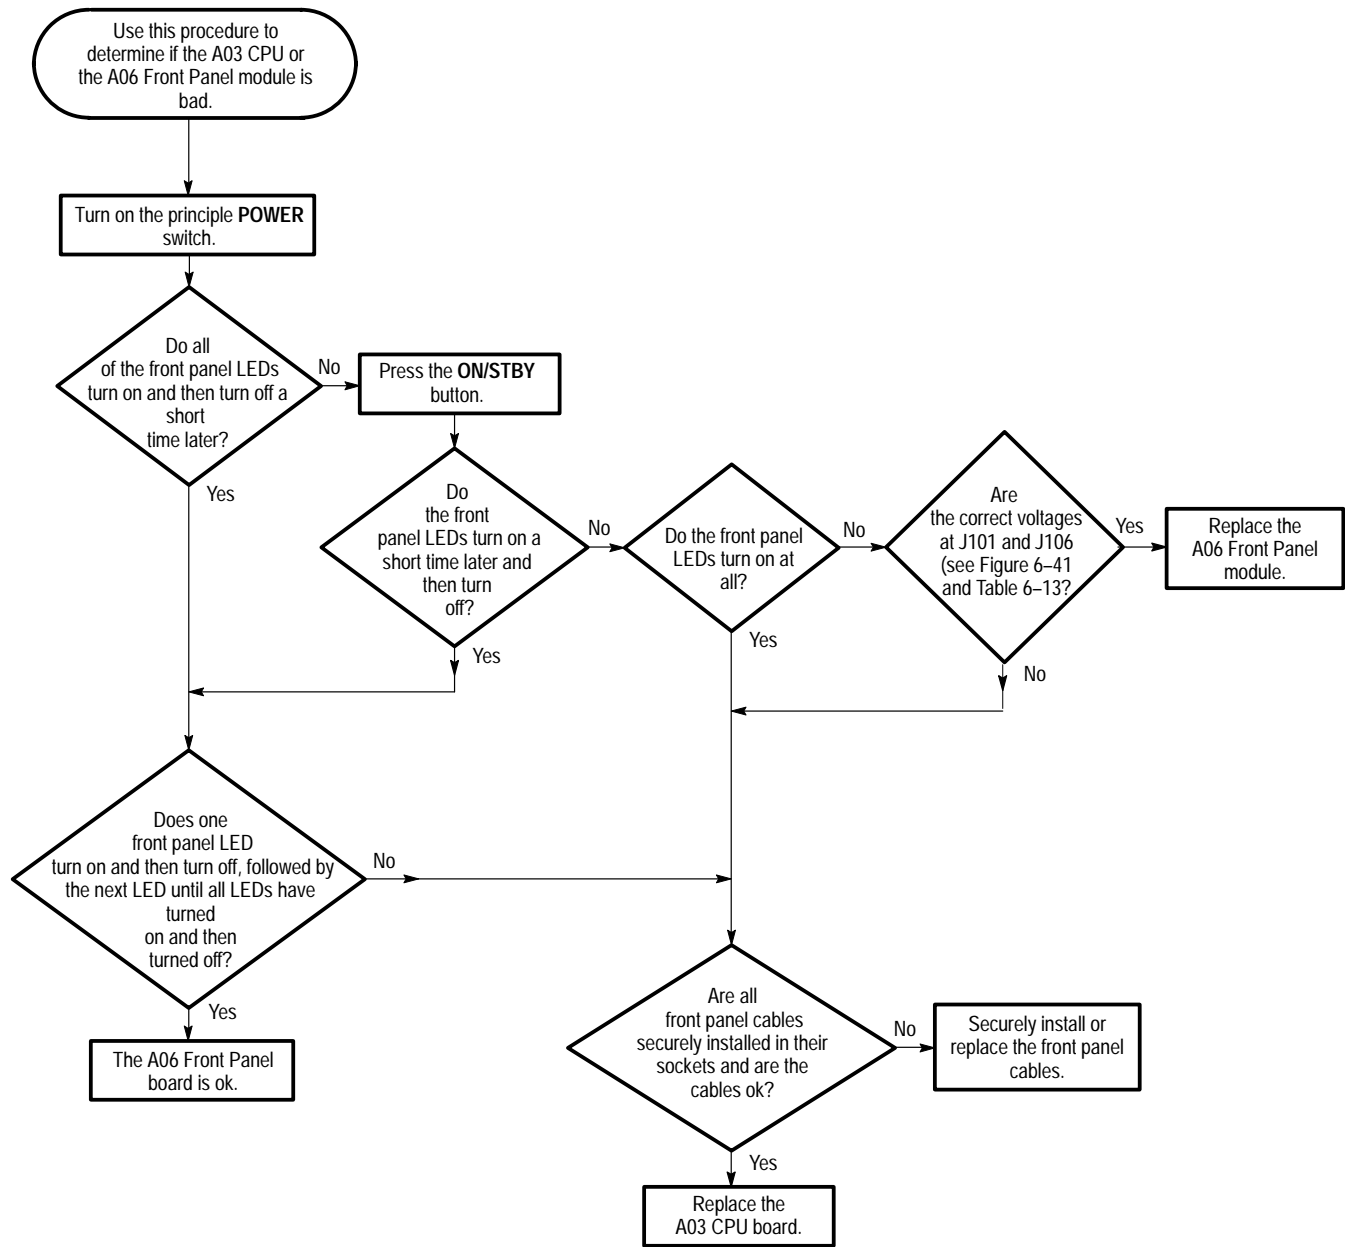 Use this procedure to
determine if the A03 CPU or
the A06 Front Panel module is
bad.
Turn on the principle POWER
switch.
Do all
of the front panel LEDs
turn on and then turn off a
short
time later?
No
Yes
Press the ON/STBY
button.
Do
the front
panel LEDs turn on a
short time later and
then turn
off?
No
Yes
Do the front panel
LEDs turn on at
all?
No
Yes
Are
the correct voltages
at J101 and J106
(see Figure 6–41
and Table 6–13?
Yes
No
Replace the
A06 Front Panel
module.
Does one
front panel LED
turn on and then turn off, followed by
the next LED until all LEDs have
turned
on and then
turned off?
No
Yes
The A06 Front Panel
board is ok.
Are all
front panel cables
securely installed in their
sockets and are the
cables ok?
No
Yes
Securely install or
replace the front panel
cables.
Replace the
A03 CPU board.